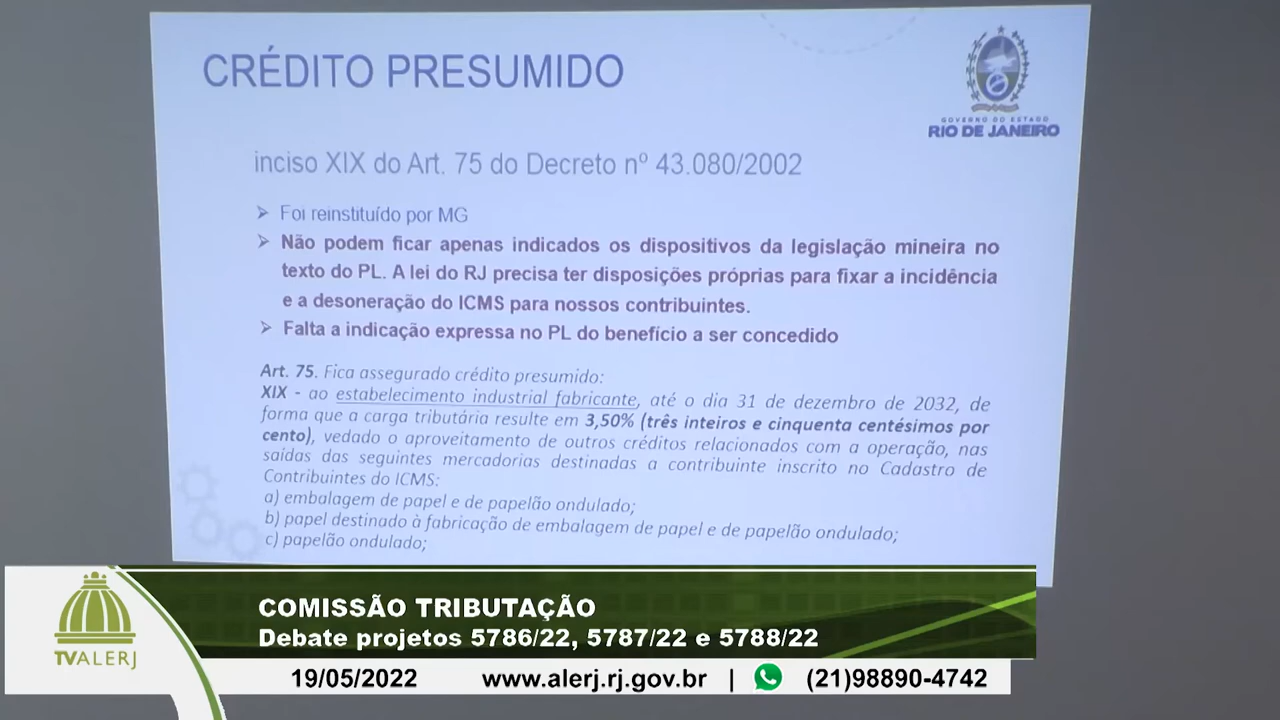 CRÉDITO PRESUMIDO
GOVERNO DO ESTADO
RIO DE JANEIRO
inciso XIX do Art. 75 do Decreto nº 43.080/2002
➢ Foi reinstituído por MG
➢ Não podem ficar apenas indicados os dispositivos da legislação mineira no
texto do PL. A lei do RJ precisa ter disposições próprias para fixar a incidência
e a desoneração do ICMS para nossos contribuintes.
➢ Falta a indicação expressa no PL do benefício a ser concedido
Art. 75. Fica assegurado crédito presumido:
XIX - ao estabelecimento industrial fabricante, até o dia 31 de dezembro de 2032, de
forma que a carga tributária resulte em 3,50% (três inteiros e cinquenta centésimos por
cento), vedado o aproveitamento de outros créditos relacionados com a operação, nas
saídas das seguintes mercadorias destinadas a contribuinte inscrito no Cadastro de
Contribuintes do ICMS:
a) embalagem de papel e de papelão ondulado;
b) papel destinado à fabricação de embalagem de papel e de papelão ondulado;
c) papelão ondulado;
COMISSÃO TRIBUTAÇÃO
Debate projetos 5786/22, 5787/22 e 5788/22
TVALERJ
19/05/2022 www.alerj.rj.gov.br | (21)98890-4742